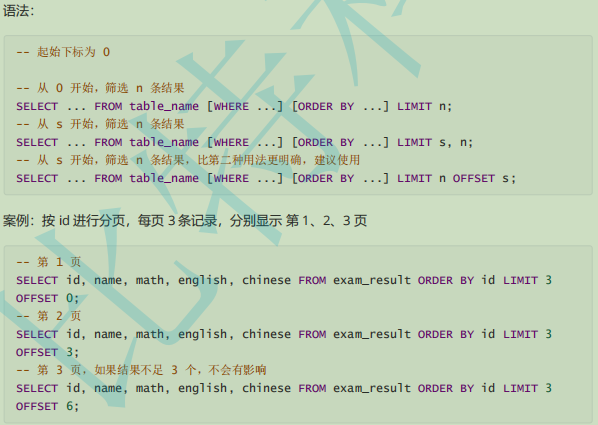 语法：
-- 起始下标为 0
-- 从 0 开始，筛选 n 条结果
SELECT ... FROM table_name [WHERE ...] [ORDER BY ...] LIMIT n;
-- 从 s 开始，筛选 n 条结果
SELECT ... FROM table_name [WHERE ...] [ORDER BY ...] LIMIT s, n;
-- 从 s 开始，筛选 n 条结果，比第二种用法更明确，建议使用
SELECT ... FROM table_name [WHERE ...] [ORDER BY ...] LIMIT n OFFSET s;
案例：按 id 进行分页，每页 3 条记录，分别显示 第 1、2、3 页
-- 第 1 页
SELECT id, name, math, english, chinese FROM exam_result ORDER BY id LIMIT 3
OFFSET 0;
-- 第 2 页
SELECT id, name, math, english, chinese FROM exam_result ORDER BY id LIMIT 3
OFFSET 3;
-- 第 3 页，如果结果不足 3 个，不会有影响
SELECT id, name, math, english, chinese FROM exam_result ORDER BY id LIMIT 3
OFFSET 6;